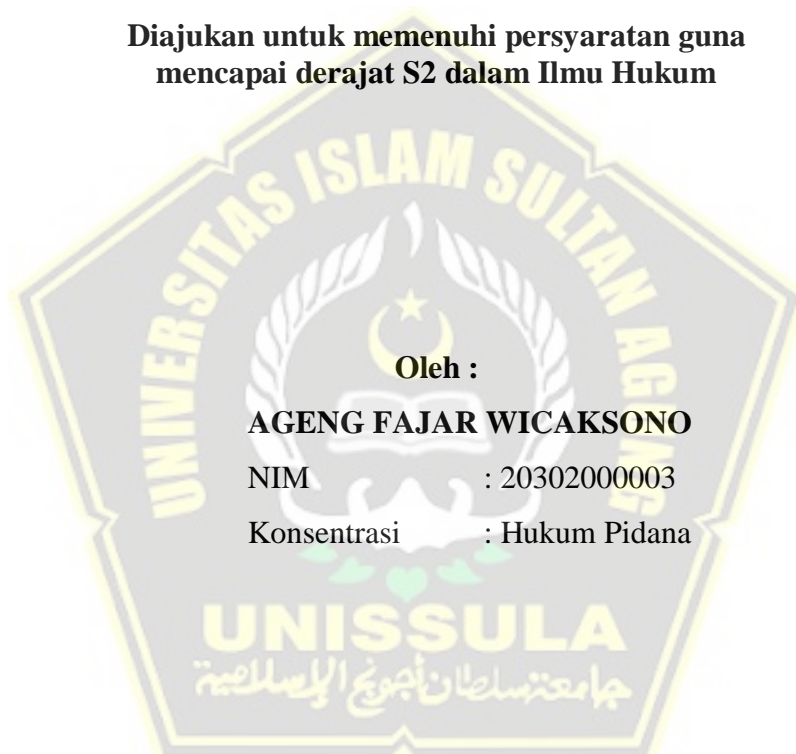 Diajukan untuk memenuhi persyaratan guna
mencapai derajat S2 dalam Ilmu Hukum
UNIVERSITAS ISLAM SULTAN AGUNG
Oleh :
AGENG FAJAR WICAKSONO
NIM : 20302000003
Konsentrasi : Hukum Pidana
UNISSULA
جامعة سلطان أجونج الإسلامية